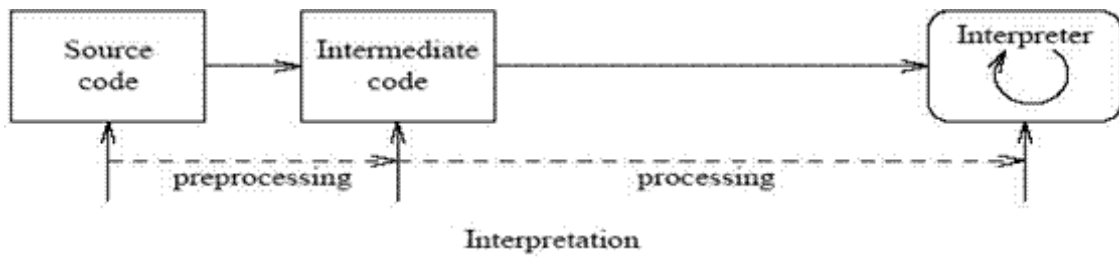 Source
code
Intermediate
code
Interpreter
preprocessing
processing
Interpretation